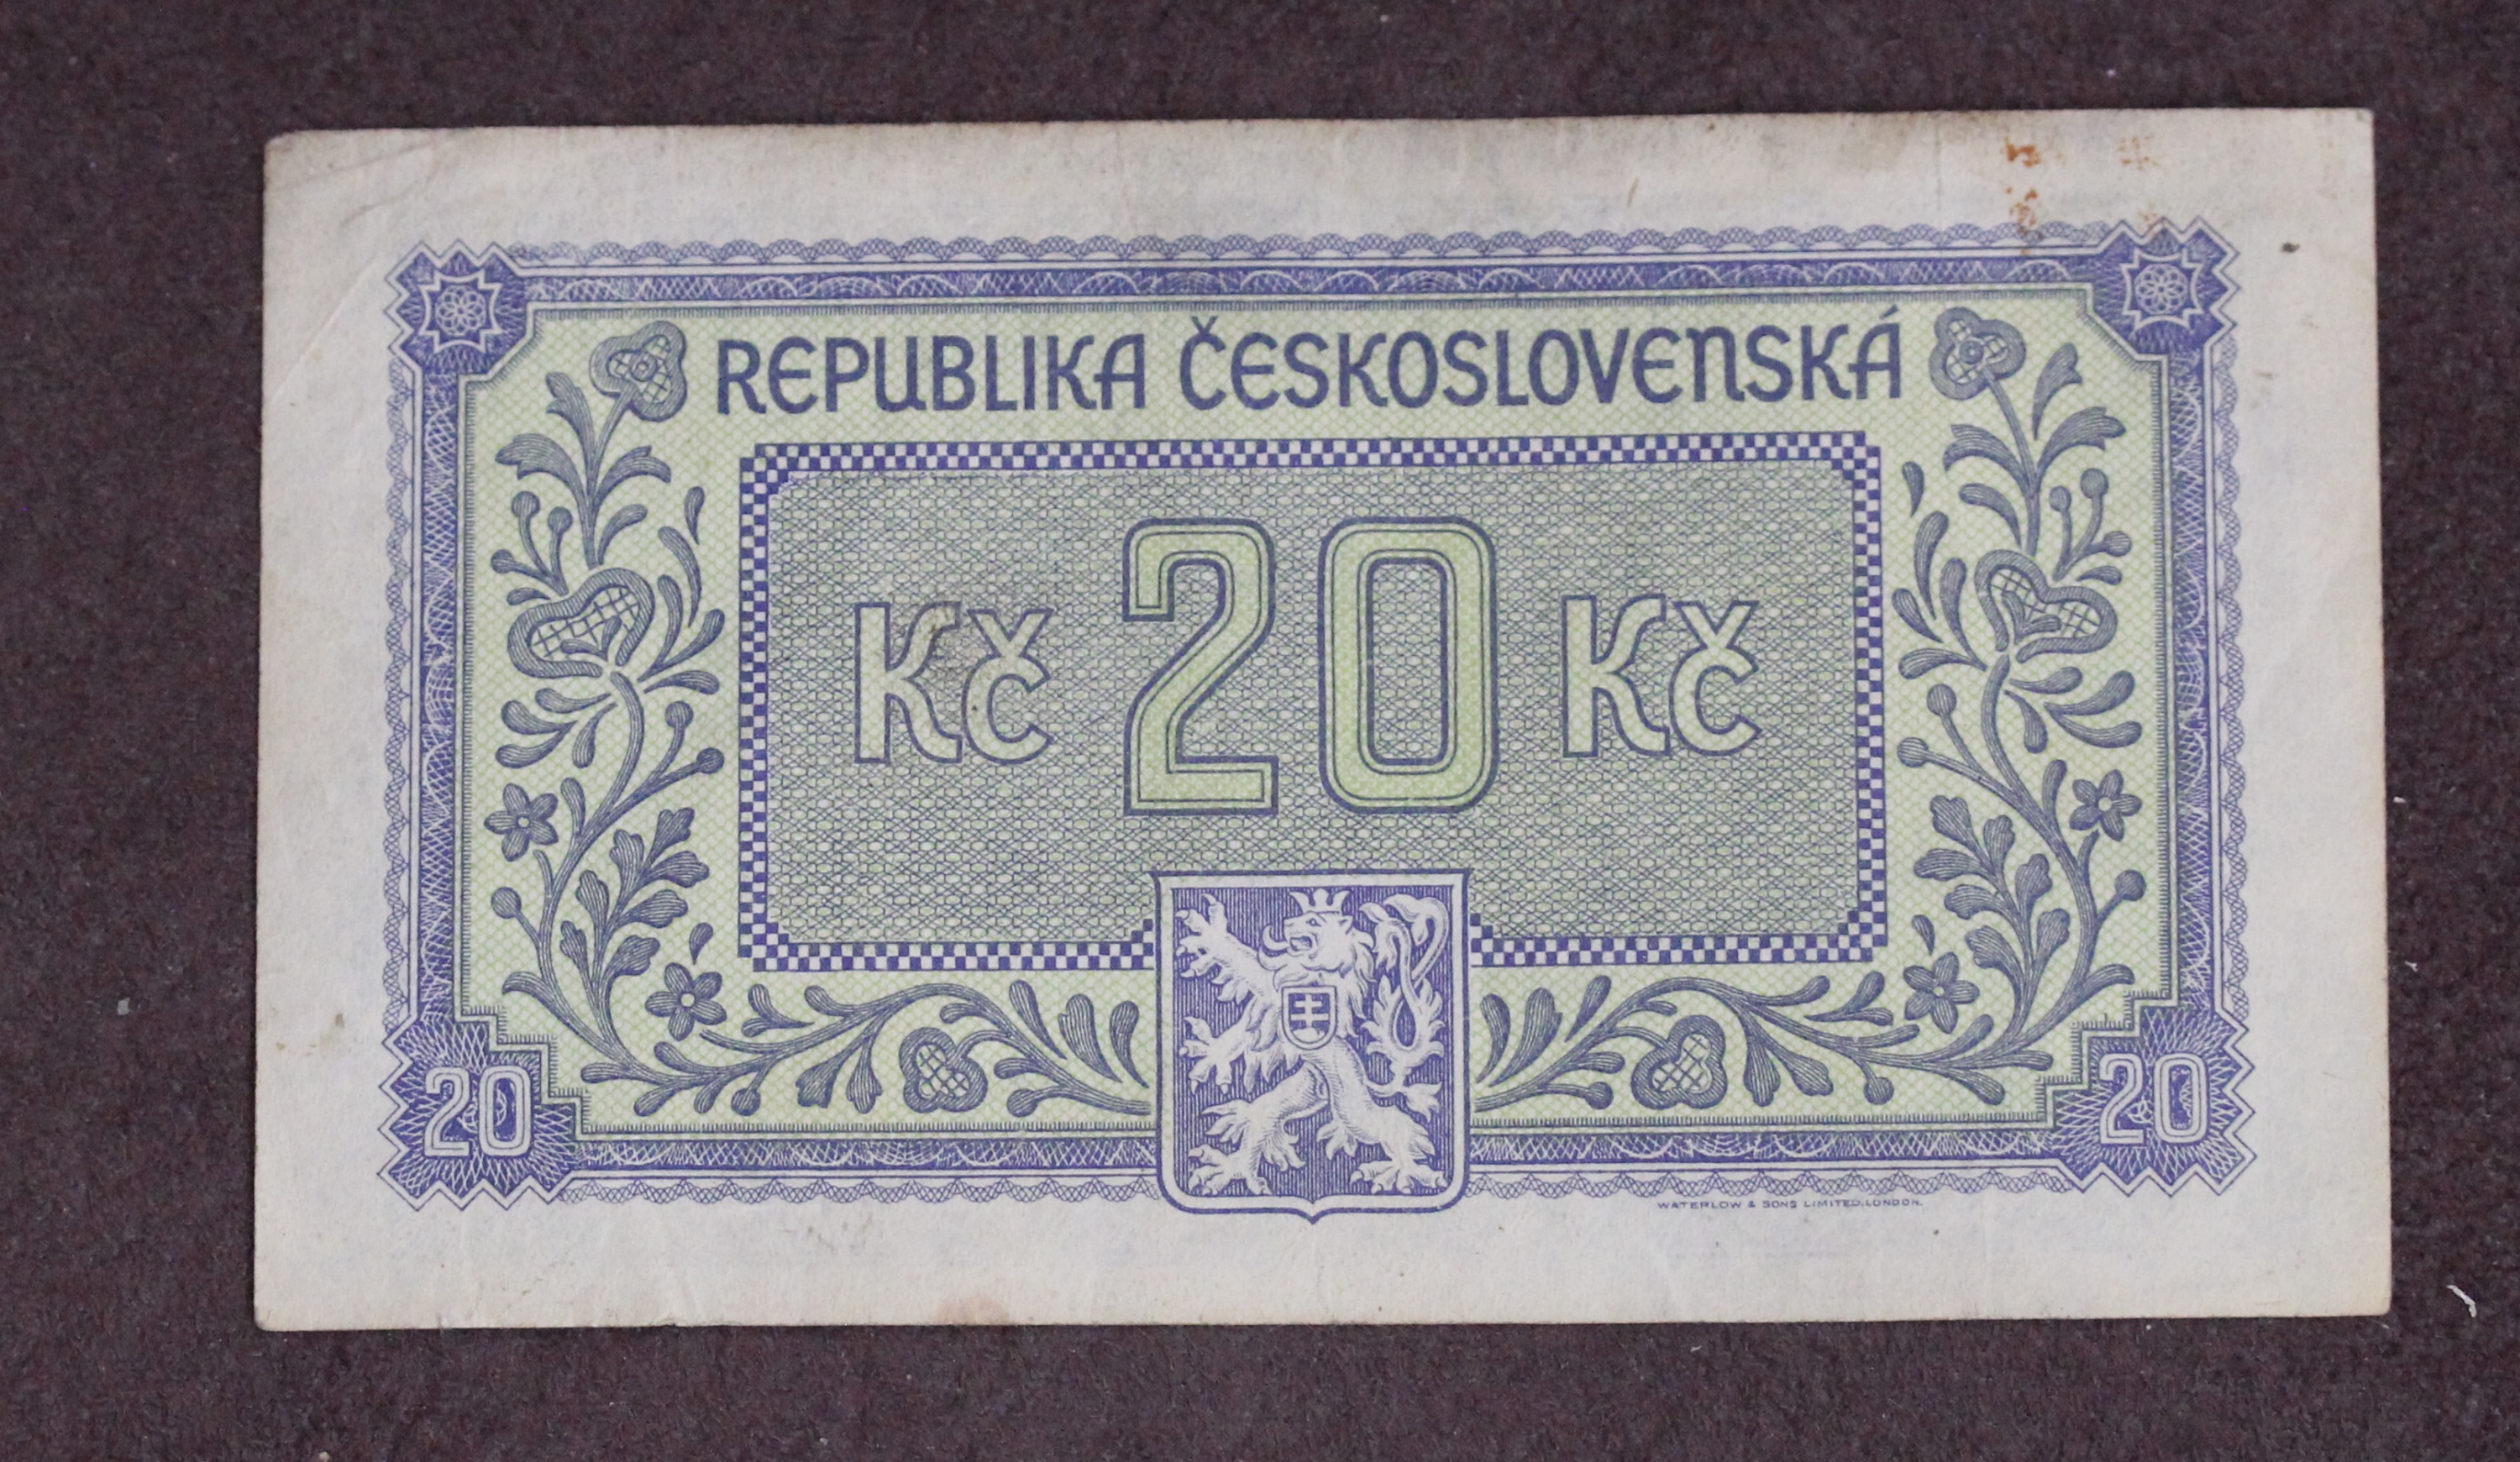 REPUBLIKA ČESKOSLOVENSKÁ
Kč 20 Kč
20 20
WATERLOW & SONS LIMITED, LONDON.